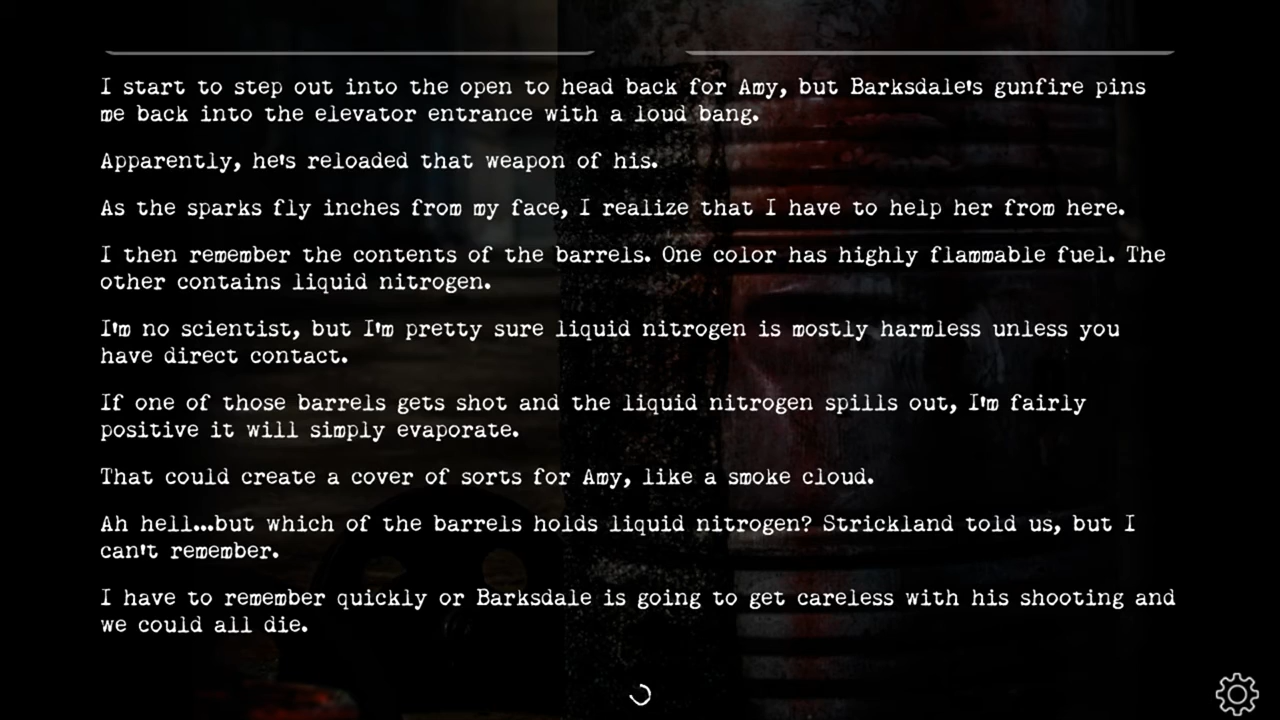 I start to step out into the open to head back for Amy, but Barksdale's gunfire pins
me back into the elevator entrance with a loud bang.
Apparently, he's reloaded that weapon of his.
As the sparks fly inches from my face, I realize that I have to help her from here.
I then remember the contents of the barrels. One color has highly flammable fuel. The
other contains liquid nitrogen.
I'm no scientist, but I'm pretty sure liquid nitrogen is mostly harmless unless you
have direct contact.
If one of those barrels gets shot and the liquid nitrogen spills out, I'm fairly
positive it will simply evaporate.
That could create a cover of sorts for Amy, like a smoke cloud.
Ah hell...but which of the barrels holds liquid nitrogen? Strickland told us, but I
can't remember.
I have to remember quickly or Barksdale is going to get careless with his shooting and
we could all die.